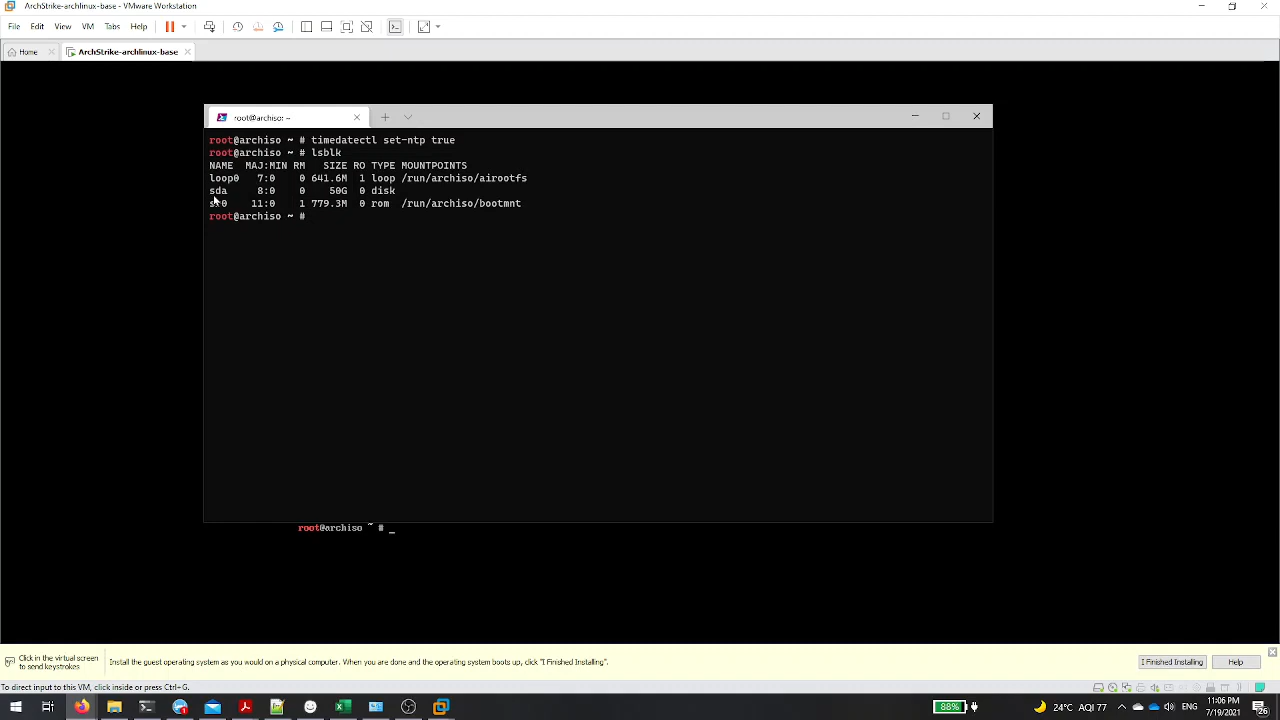 ArchStrike-archlinux-base - VMware Workstation
File Edit View VM Tabs Help
Home ArchStrike-archlinux-base
root@archiso: ~
root@archiso ~ # timedatectl set-ntp true
root@archiso ~ # lsblk
NAME MAJ:MIN RM SIZE RO TYPE MOUNTPOINTS
loop0 7:0 0 641.6M 1 loop /run/archiso/airootfs
sda 8:0 0 50G 0 disk
sr0 11:0 1 779.3M 0 rom /run/archiso/bootmnt
root@archiso ~ #
root@archiso ~ # _
Click in the virtual screen
to send keystrokes
Install the guest operating system as you would on a physical computer. When you are done and the operating system boots up, click "I Finished Installing".
I Finished Installing
Help
To direct input to this VM, click inside or press Ctrl+G.
88%
24°C AQI 77
ENG
11:06 PM
7/19/2021
26